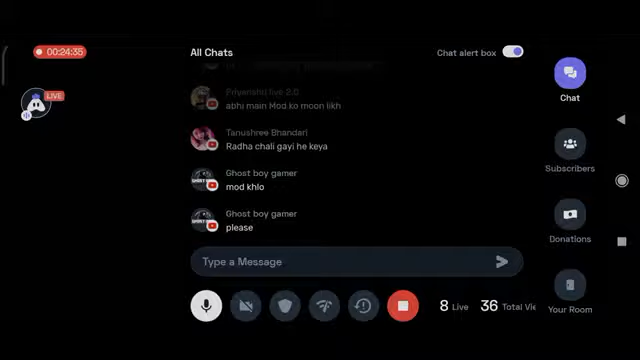 00:24:35
All Chats
Chat alert box
LIVE
Priyanshu live 2.0
abhi main Mod ko moon likh
Tanushree Bhandari
Radha chali gayi he keya
Ghost boy gamer
mod khlo
Ghost boy gamer
please
Type a Message
8 Live
36 Total Vie
Chat
Subscribers
Donations
Your Room